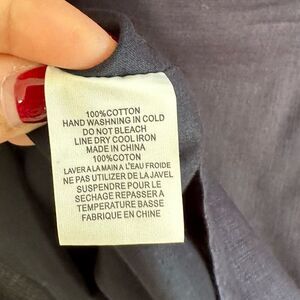 100%COTTON
HAND WASHNING IN COLD
DO NOT BLEACH
LINE DRY COOL IRON
MADE IN CHINA
100%COTON
LAVER A LA MAIN A L'EAU FROIDE
NE PAS UTILIZER DE LA JAVEL
SUSPENDRE POUR LE
SECHAGE REPASSER A
TEMPERATURE BASSE
FABRIQUE EN CHINE